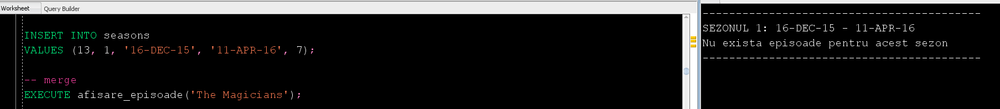 Worksheet Query Builder
INSERT INTO seasons
VALUES (13, 1, '16-DEC-15', '11-APR-16', 7);
-- merge
EXECUTE afisare_episoade('The Magicians');
------------------------------------------
SEZONUL 1: 16-DEC-15 - 11-APR-16
Nu exista episoade pentru acest sezon
------------------------------------------